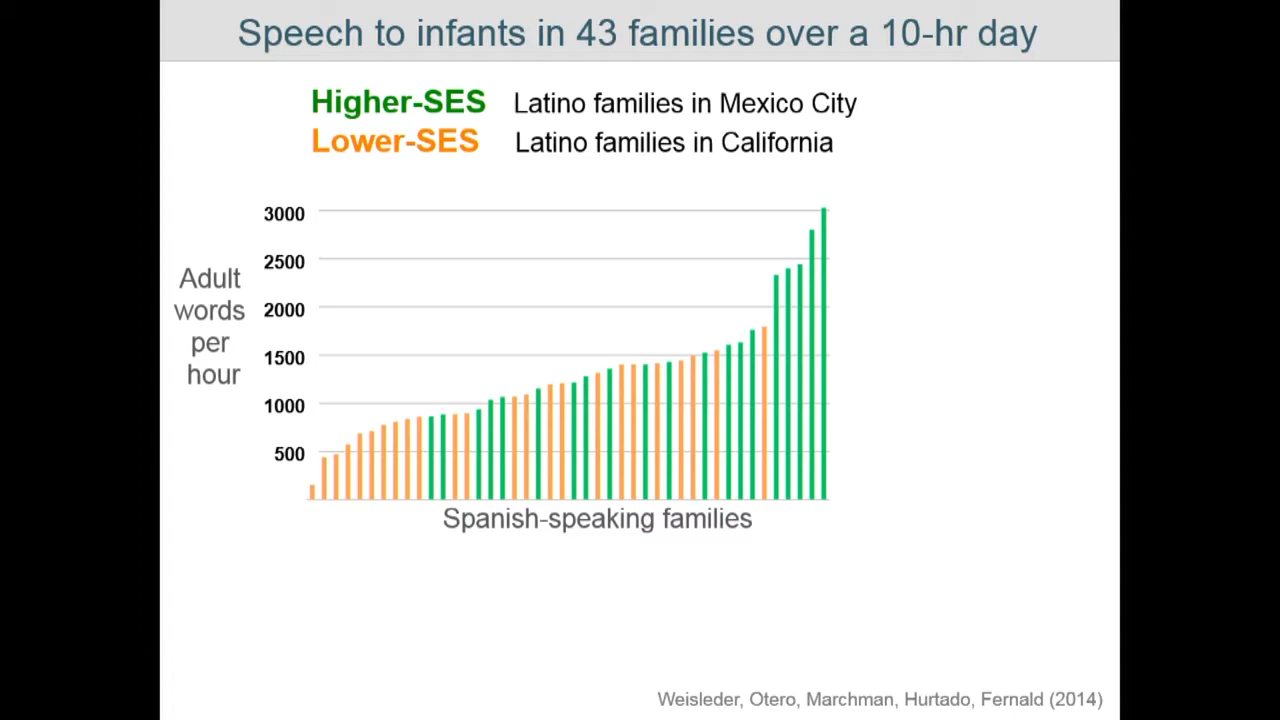 Speech to infants in 43 families over a 10-hr day
Higher-SES Latino families in Mexico City
Lower-SES Latino families in California
3000
2500
2000
1500
1000
500
Adult
words
per
hour
Spanish-speaking families
Weisleder, Otero, Marchman, Hurtado, Fernald (2014)